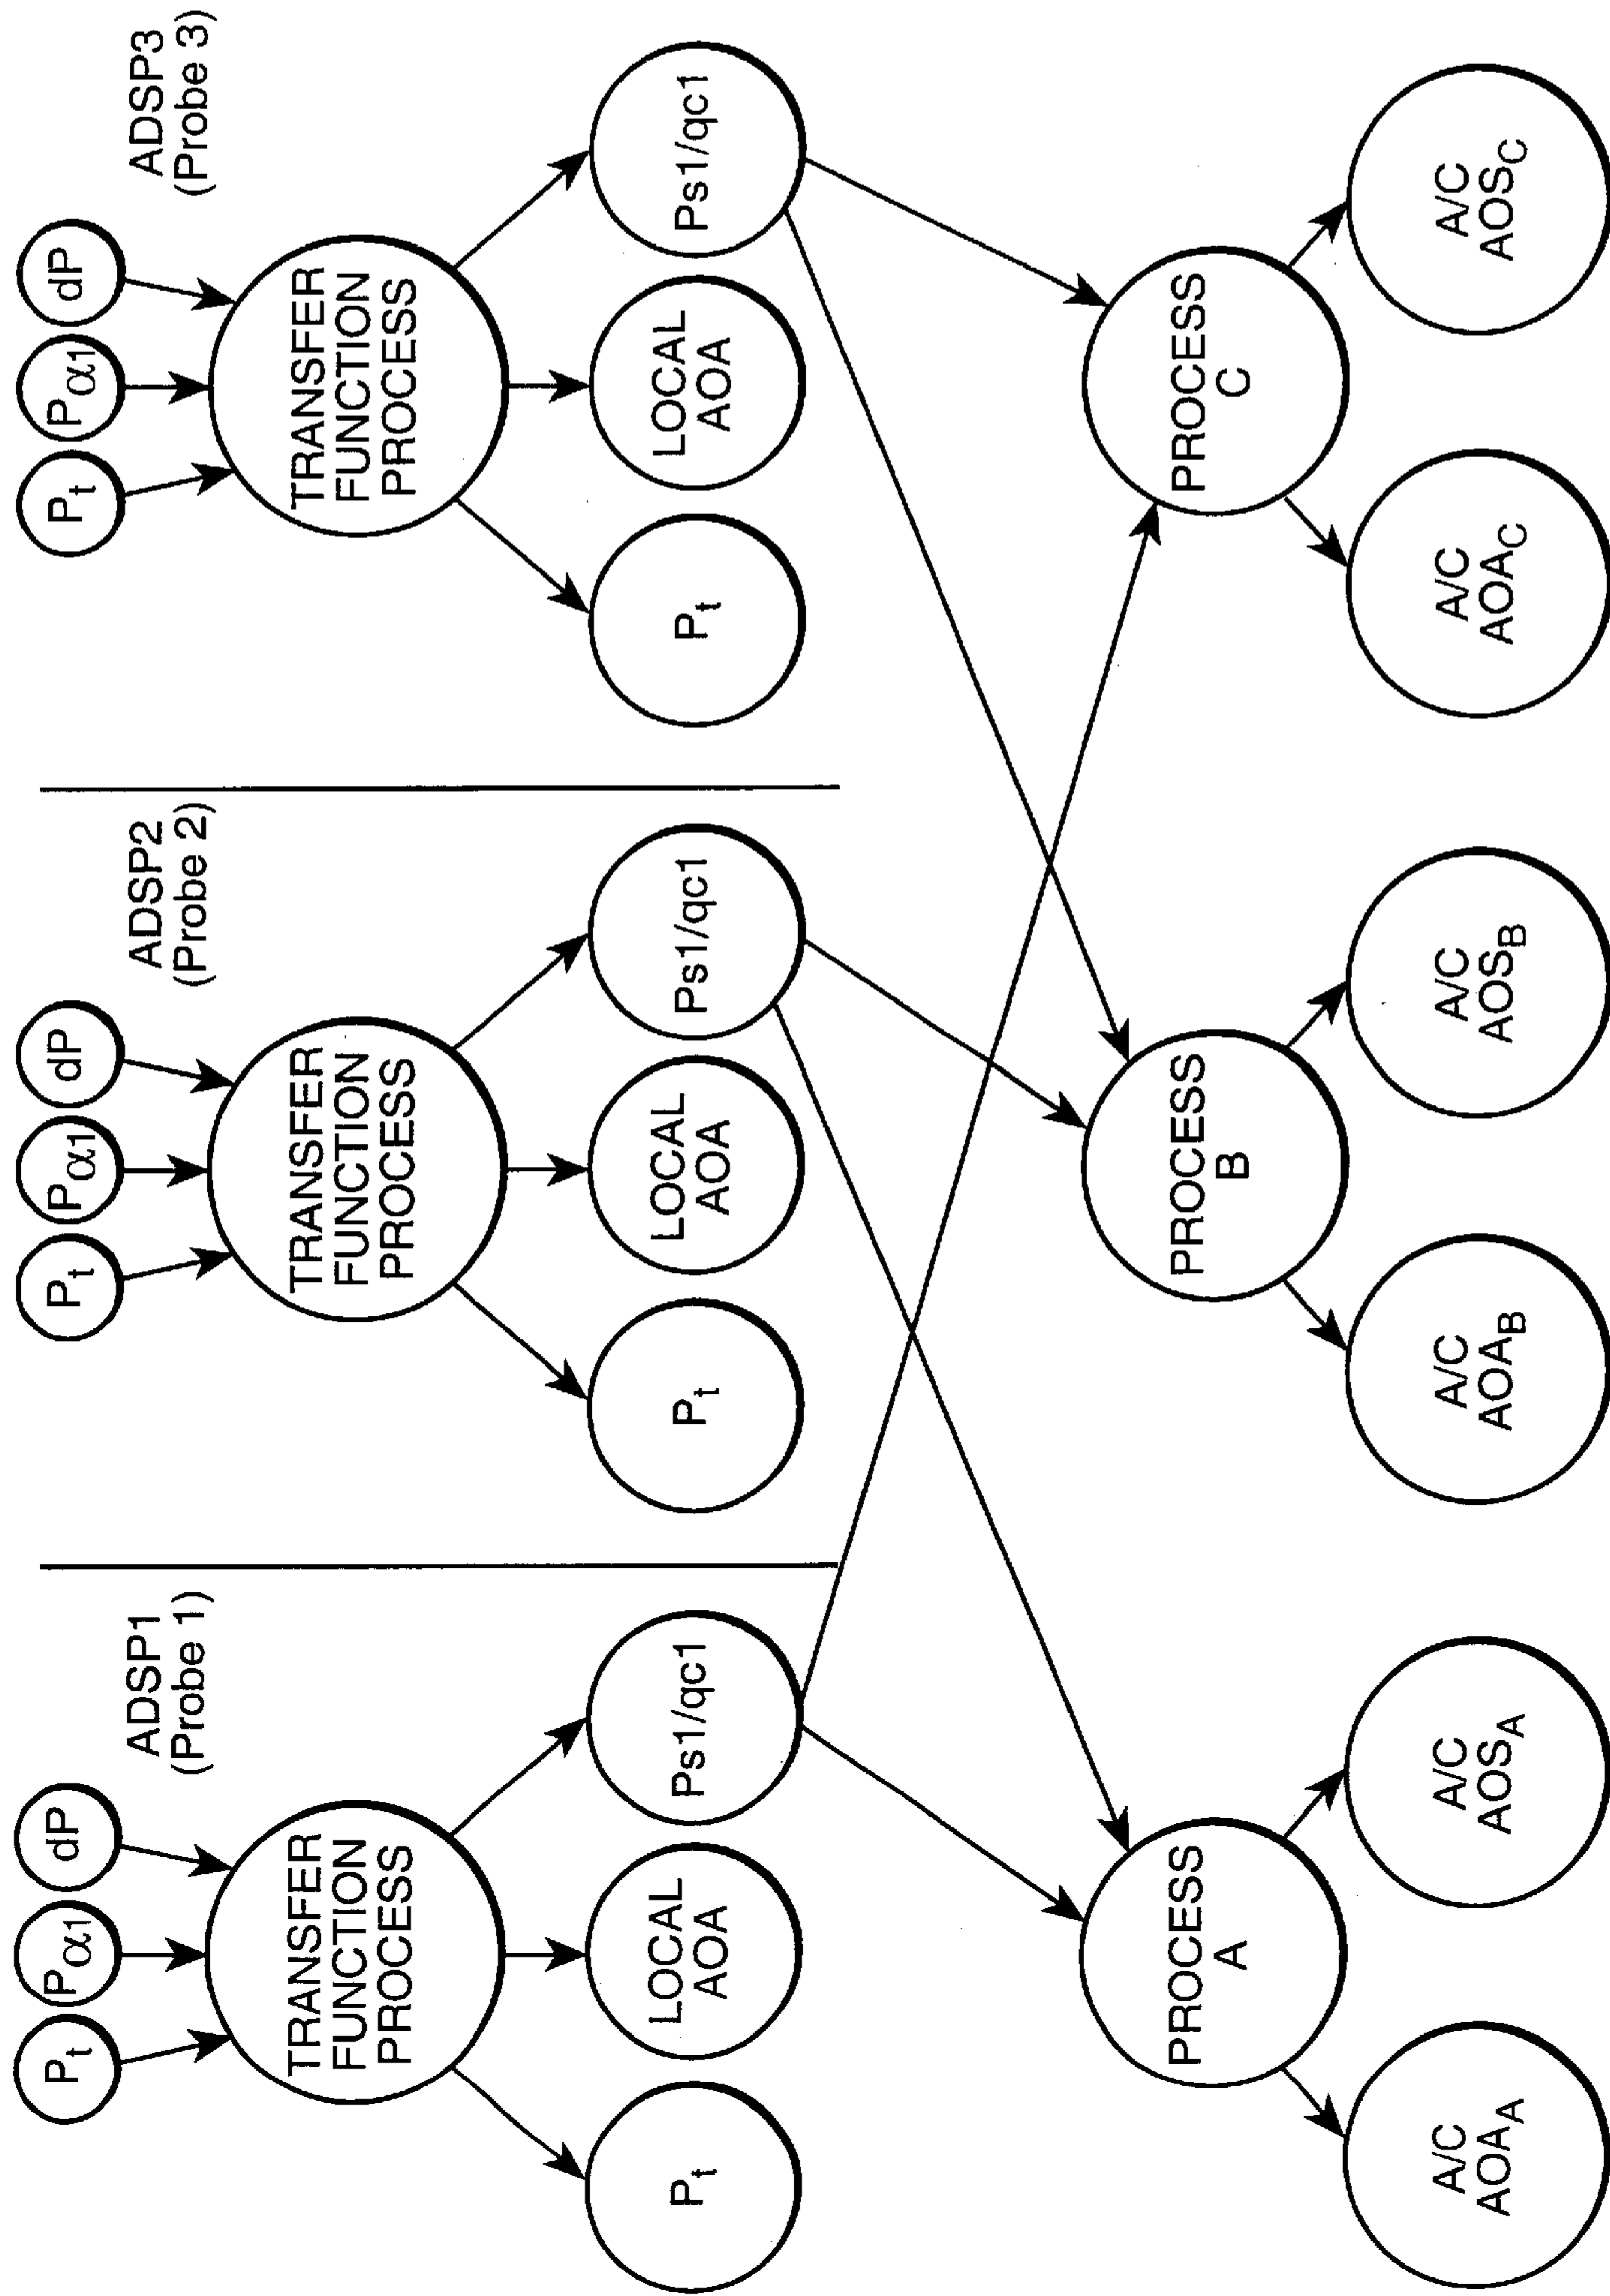 ADSP1
(Probe 1)
Pt
Pα1
dP
TRANSFER
FUNCTION
PROCESS
Pt
LOCAL
AOA
Ps1/qc1
ADSP2
(Probe 2)
Pt
Pα1
dP
TRANSFER
FUNCTION
PROCESS
Pt
LOCAL
AOA
Ps1/qc1
ADSP3
(Probe 3)
Pt
Pα1
dP
TRANSFER
FUNCTION
PROCESS
Pt
LOCAL
AOA
Ps1/qc1
PROCESS
A
A/C
AOAA
A/C
AOSA
PROCESS
B
A/C
AOAB
A/C
AOSB
PROCESS
C
A/C
AOAC
A/C
AOSC